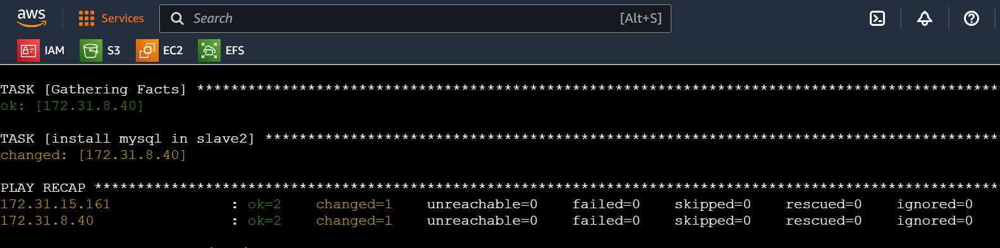 aws Services Search [Alt+S]
IAM S3 EC2 EFS
TASK [Gathering Facts] **********************************************************************************************
ok: [172.31.8.40]
TASK [install mysql in slave2] **************************************************************************************
changed: [172.31.8.40]
PLAY RECAP **********************************************************************************************************
172.31.15.161 : ok=2 changed=1 unreachable=0 failed=0 skipped=0 rescued=0 ignored=0
172.31.8.40 : ok=2 changed=1 unreachable=0 failed=0 skipped=0 rescued=0 ignored=0